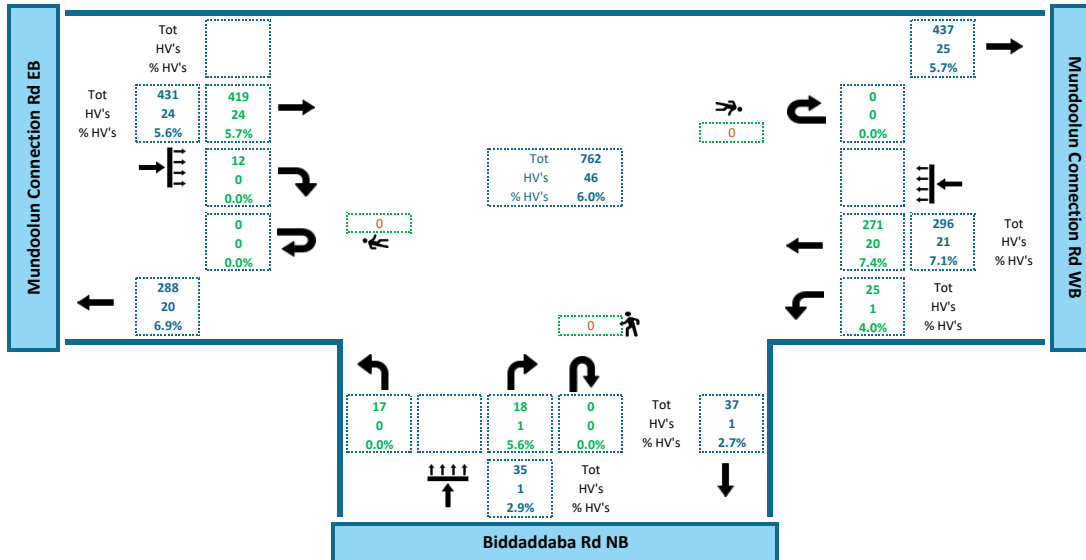 Mundoolun Connection Rd EB
Tot
HV's
% HV's
Tot 431 419
HV's 24 24
% HV's 5.6% 5.7%
12
0
0.0%
0
0
0
0.0%
288
20
6.9%
Tot 762
HV's 46
% HV's 6.0%
0
437
25
5.7%
0
0
0.0%
271 296 Tot
20 21 HV's
7.4% 7.1% % HV's
25 Tot
1 HV's
4.0% % HV's
Mundoolun Connection Rd WB
0
17 18 0 Tot 37
0 1 0 HV's 1
0.0% 5.6% 0.0% % HV's 2.7%
35 Tot
1 HV's
2.9% % HV's
Biddaddaba Rd NB